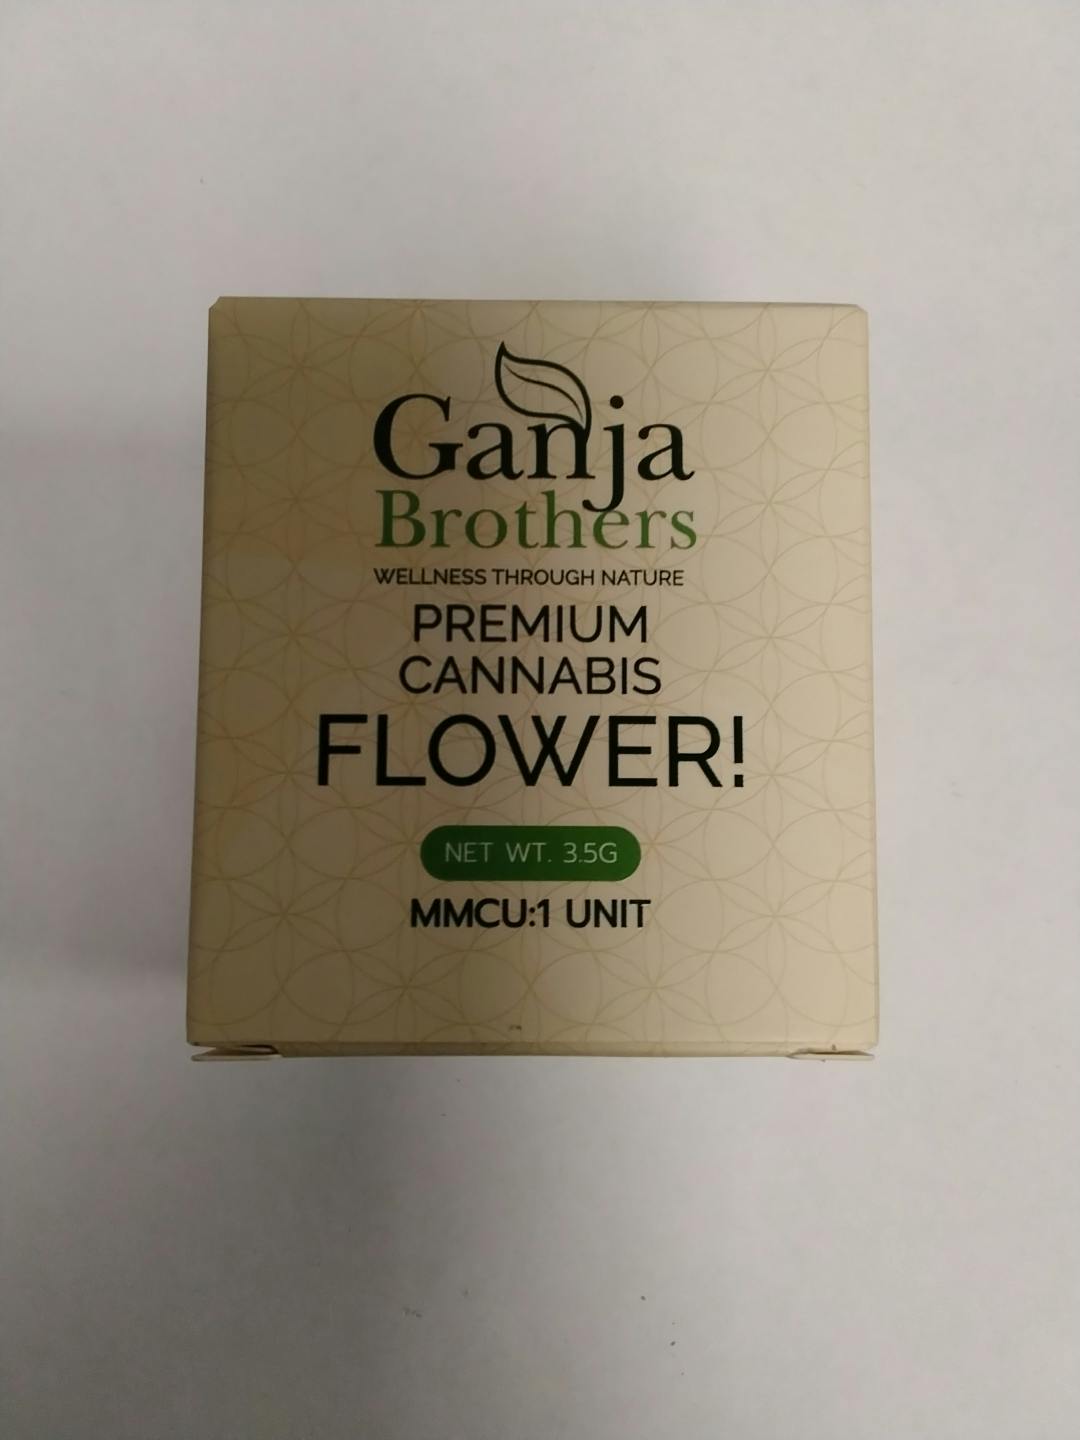 Ganja
Brothers
WELLNESS THROUGH NATURE
PREMIUM
CANNABIS
FLOWER!
NET WT. 3.5G
MMCU:1 UNIT